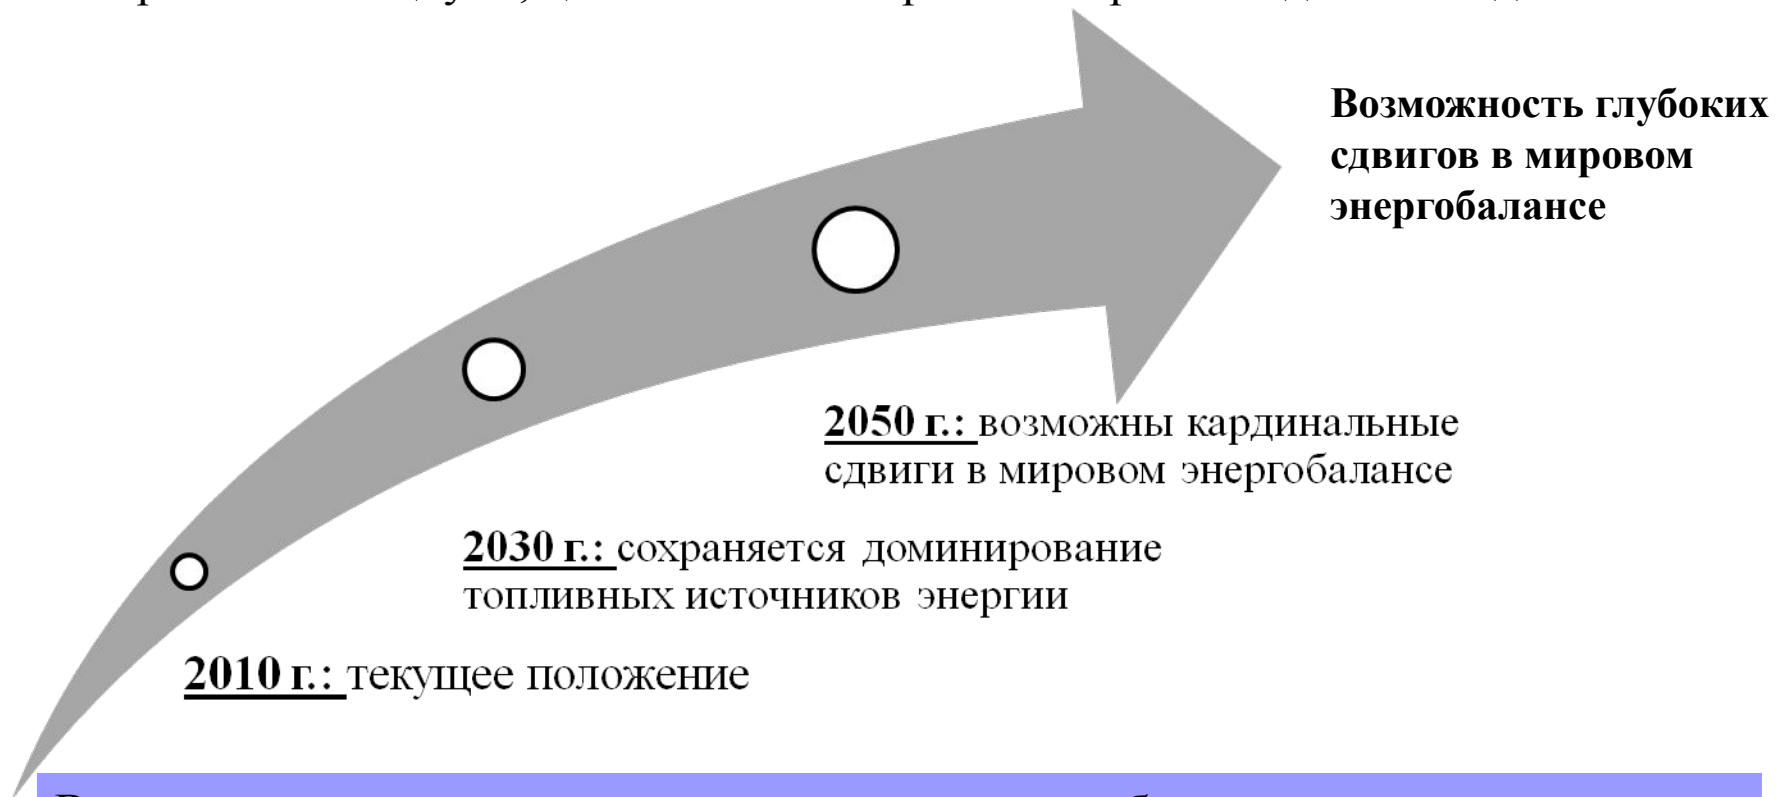 Возможность глубоких
сдвигов в мировом
энергобалансе
2050 г.: возможны кардинальные
сдвиги в мировом энергобалансе
2030 г.: сохраняется доминирование
топливных источников энергии
2010 г.: текущее положение